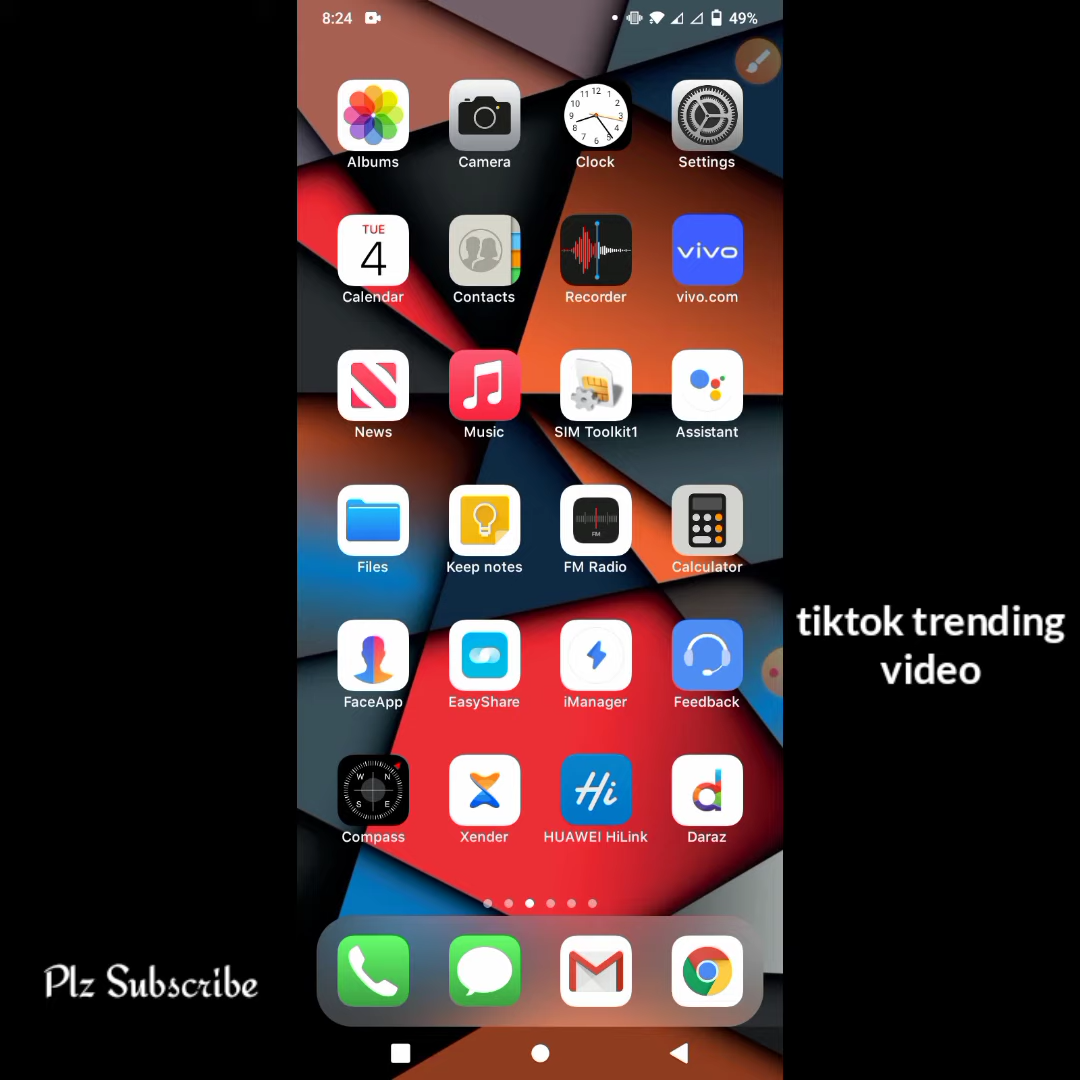 8:24
49%
Albums Camera Clock Settings
TUE
4
vivo
Calendar Contacts Recorder vivo.com
News Music SIM Toolkit1 Assistant
FM
Files Keep notes FM Radio Calculator
tiktok trending
video
FaceApp EasyShare iManager Feedback
W N
S E
Hi
d
Compass Xender HUAWEI HiLink Daraz
Plz Subscribe